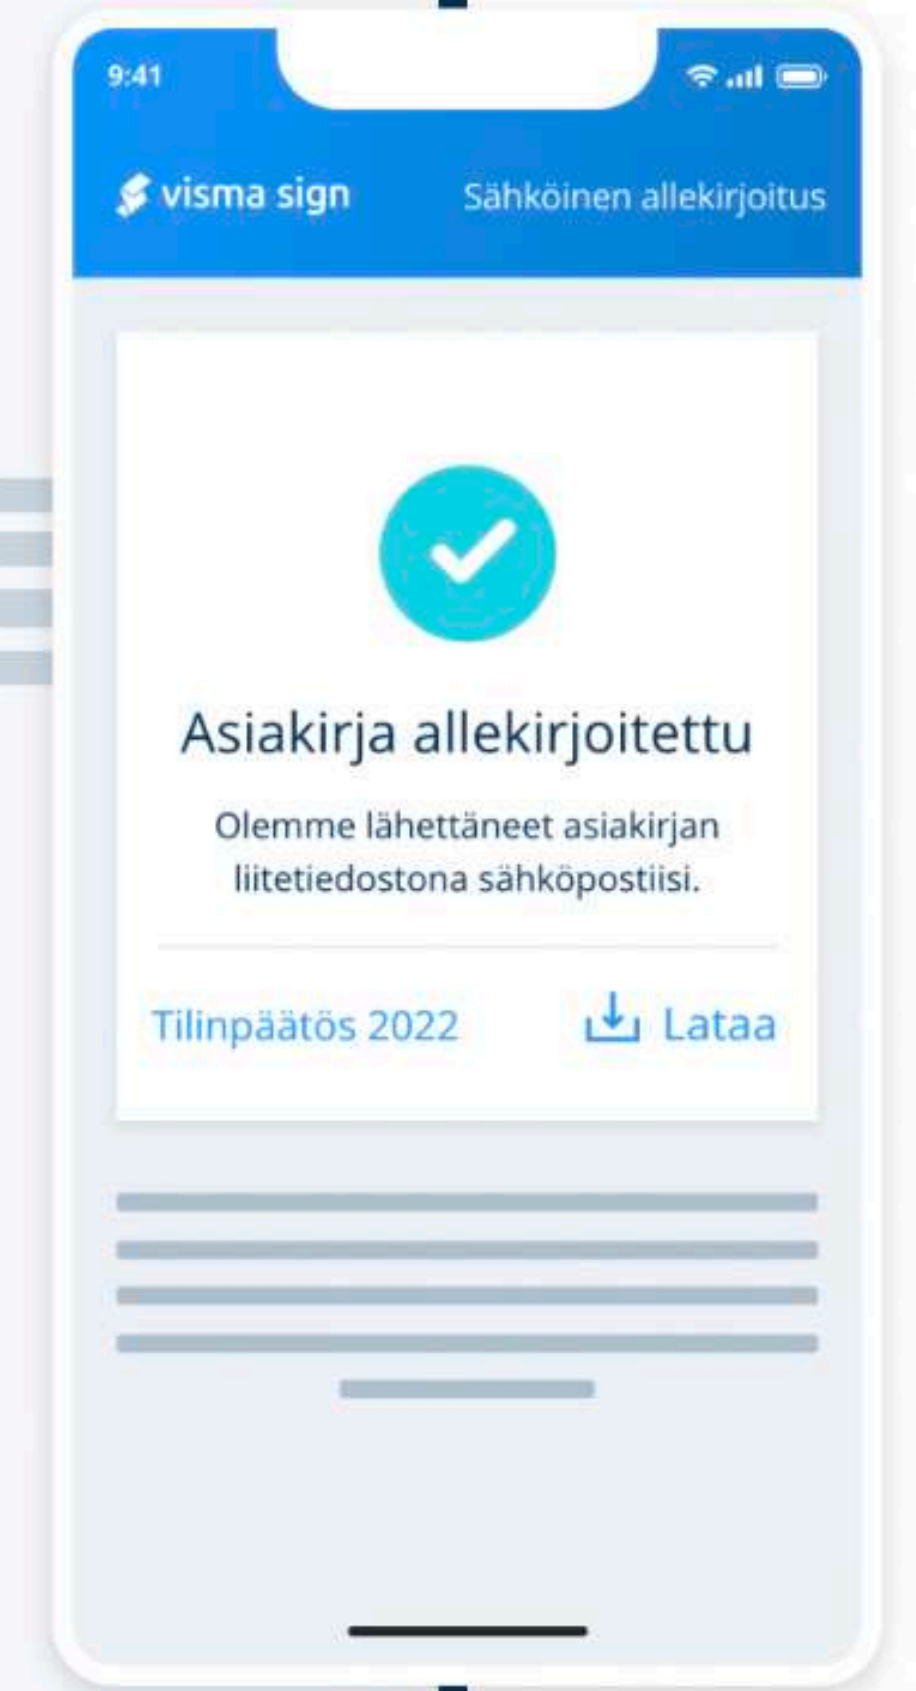 9:41
visma sign
Sähköinen allekirjoitus
Asiakirja allekirjoitettu
Olemme lähettäneet asiakirjan
liitetiedostona sähköpostiisi.
Tilinpäätös 2022
Lataa